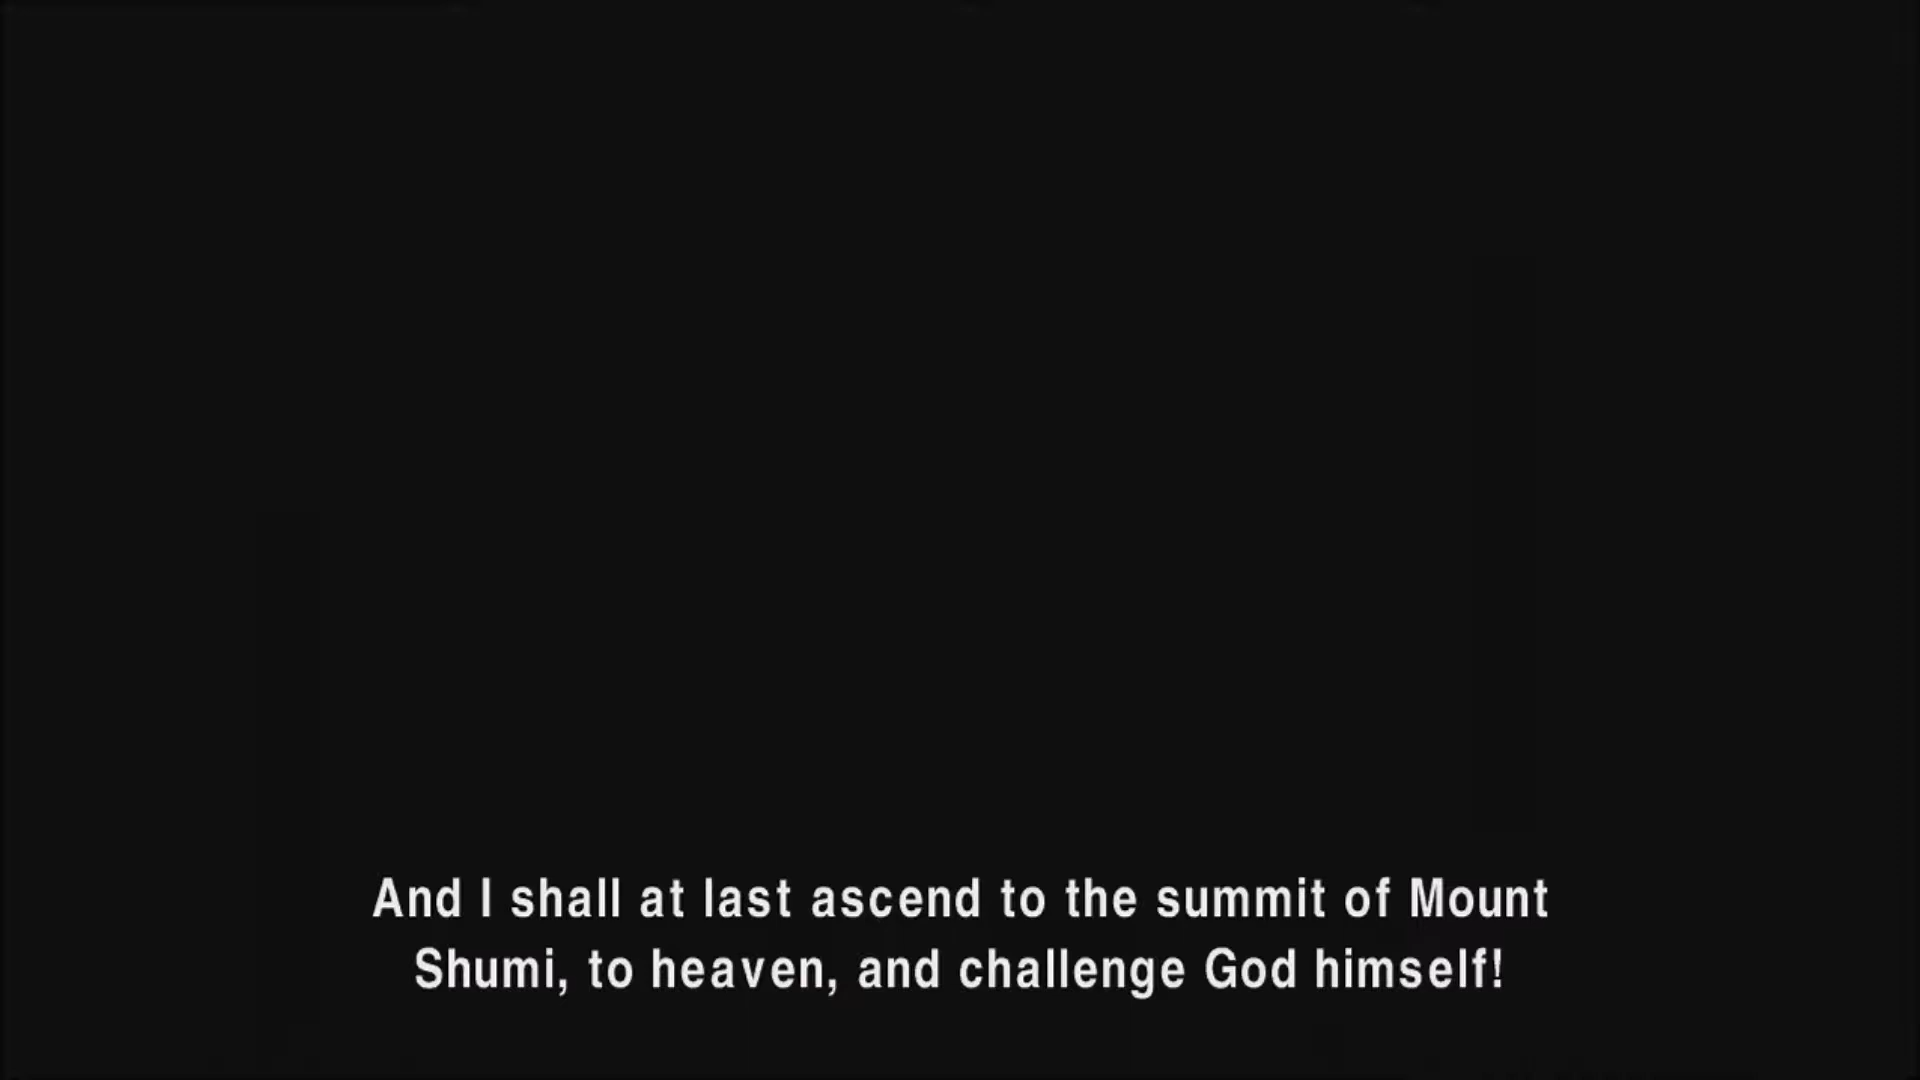 And I shall at last ascend to the summit of Mount
Shumi, to heaven, and challenge God himself!